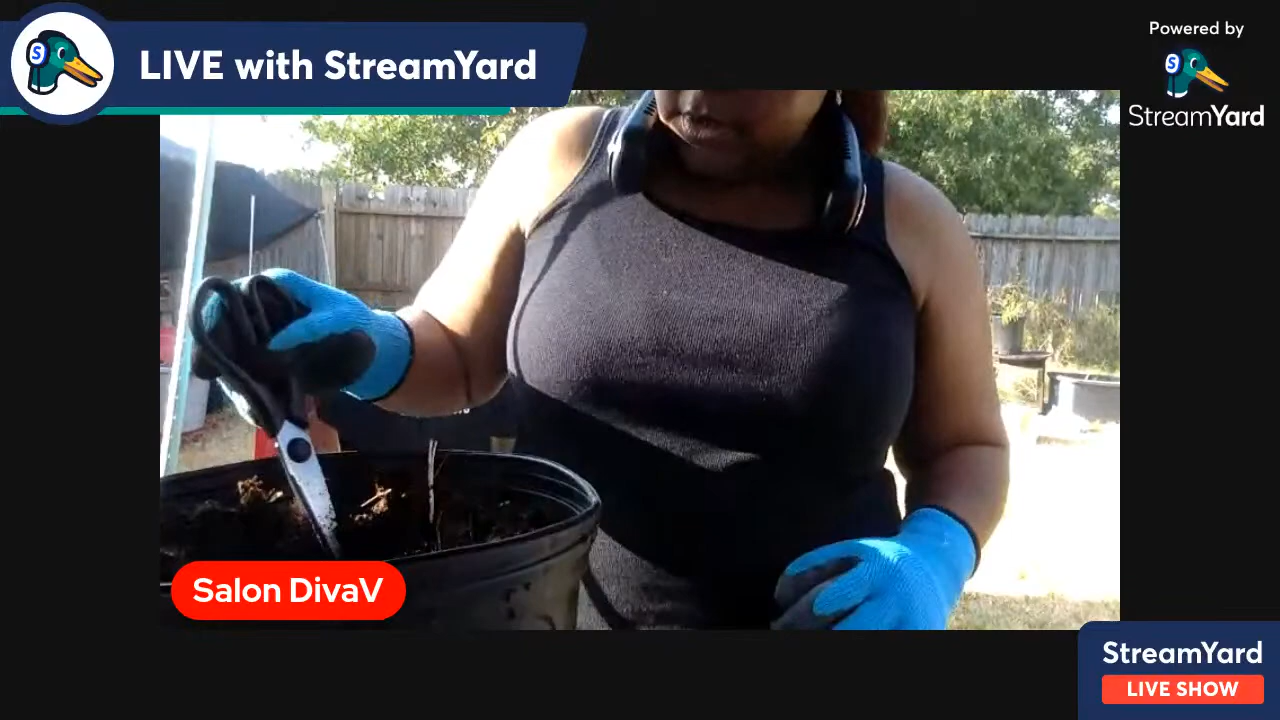 S
LIVE with StreamYard
Powered by
S
StreamYard
Salon DivaV
StreamYard
LIVE SHOW